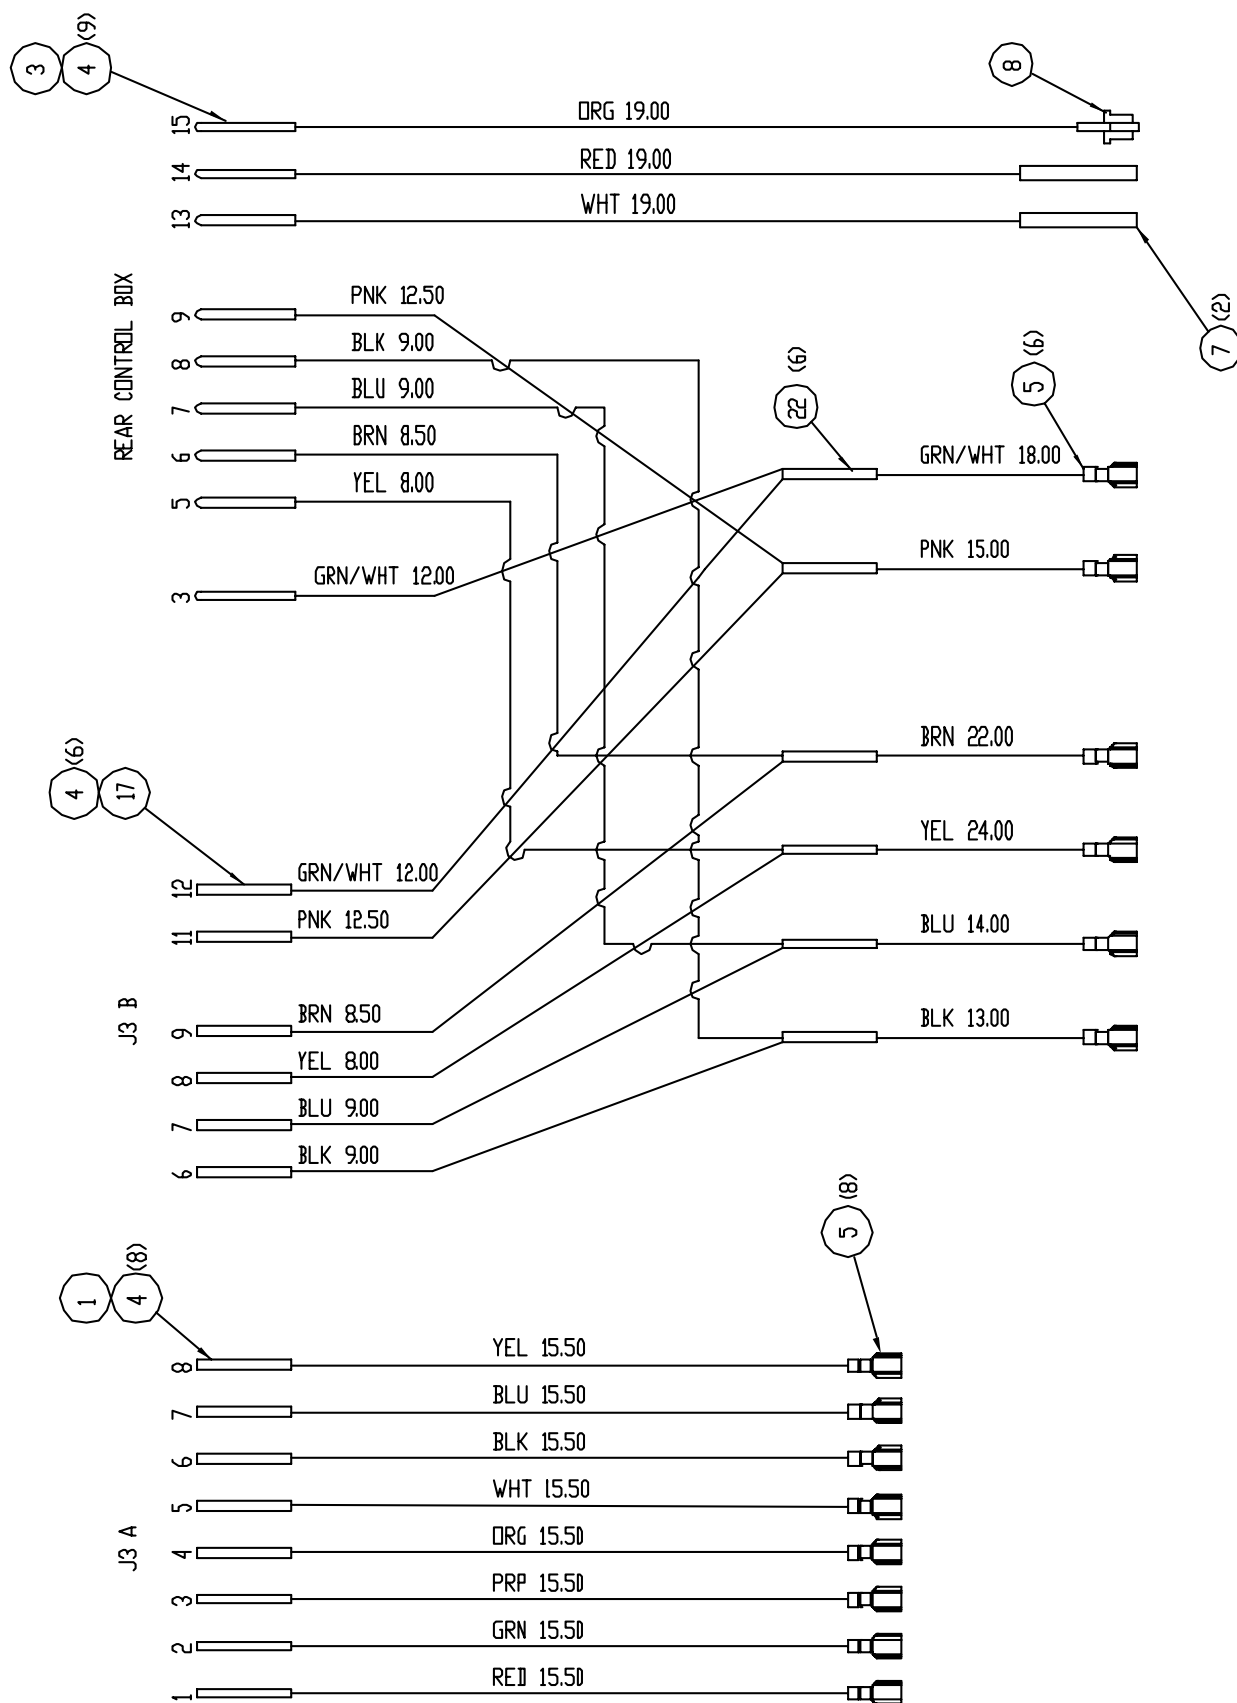 3
4
(9)
15
ORG 19.00
8
14
RED 19.00
13
WHT 19.00
7
(2)
REAR CONTROL BOX
9
PNK 12.50
8
BLK 9.00
7
BLU 9.00
6
BRN 8.50
5
YEL 8.00
3
GRN/WHT 12.00
22
(6)
5
(6)
GRN/WHT 18.00
PNK 15.00
BRN 22.00
YEL 24.00
BLU 14.00
BLK 13.00
4
(6)
17
12
GRN/WHT 12.00
11
PNK 12.50
J3 B
9
BRN 8.50
8
YEL 8.00
7
BLU 9.00
6
BLK 9.00
1
4
(8)
5
(8)
J3 A
8
YEL 15.50
7
BLU 15.50
6
BLK 15.50
5
WHT 15.50
4
ORG 15.50
3
PRP 15.50
2
GRN 15.50
1
RED 15.50